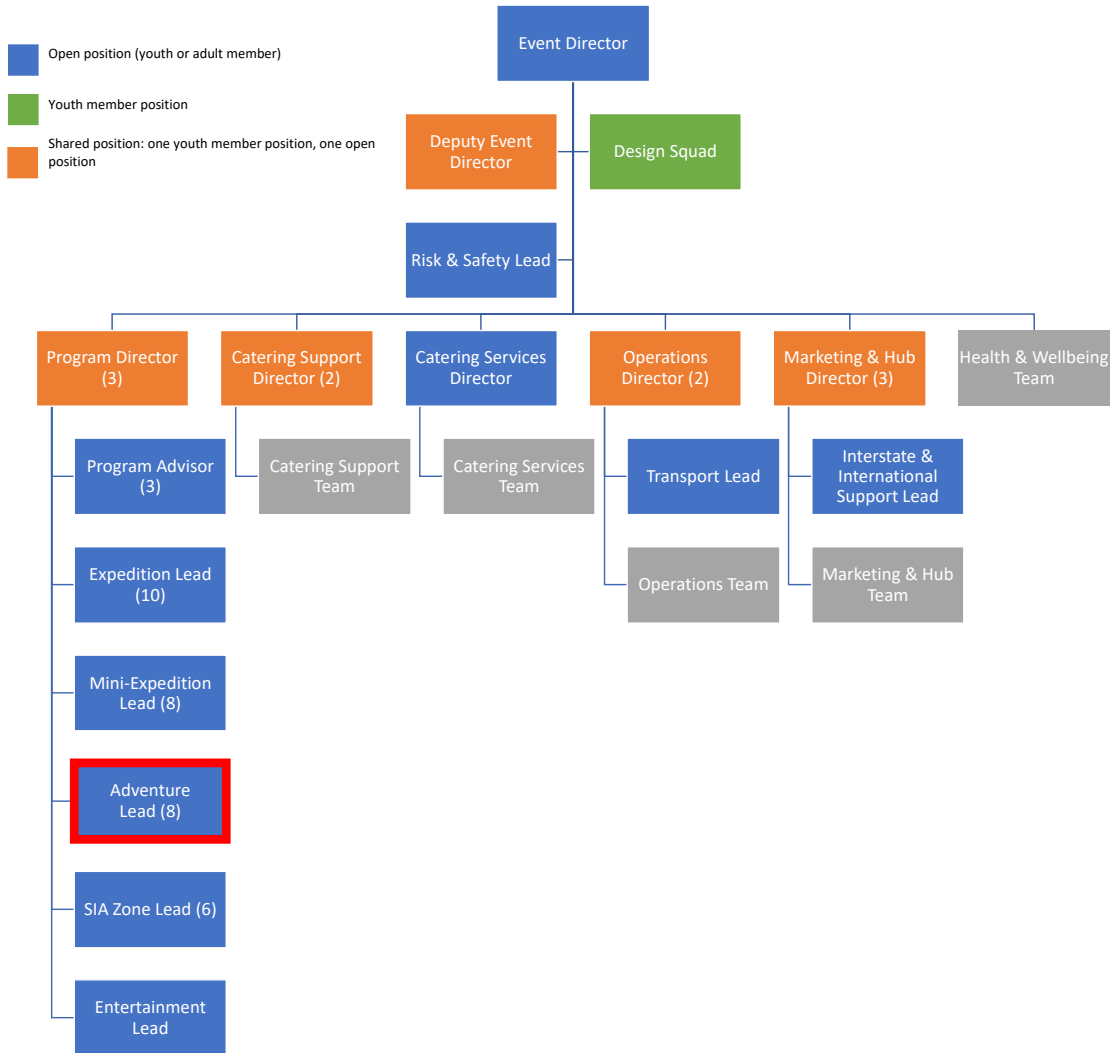 Open position (youth or adult member)
Youth member position
Shared position: one youth member position, one open
position
Event Director
Deputy Event
Director
Design Squad
Risk & Safety Lead
Program Director
(3)
Catering Support
Director (2)
Catering Services
Director
Operations
Director (2)
Marketing & Hub
Director (3)
Health & Wellbeing
Team
Program Advisor
(3)
Catering Support
Team
Catering Services
Team
Transport Lead
Interstate &
International
Support Lead
Expedition Lead
(10)
Operations Team
Marketing & Hub
Team
Mini-Expedition
Lead (8)
Adventure
Lead (8)
SIA Zone Lead (6)
Entertainment
Lead